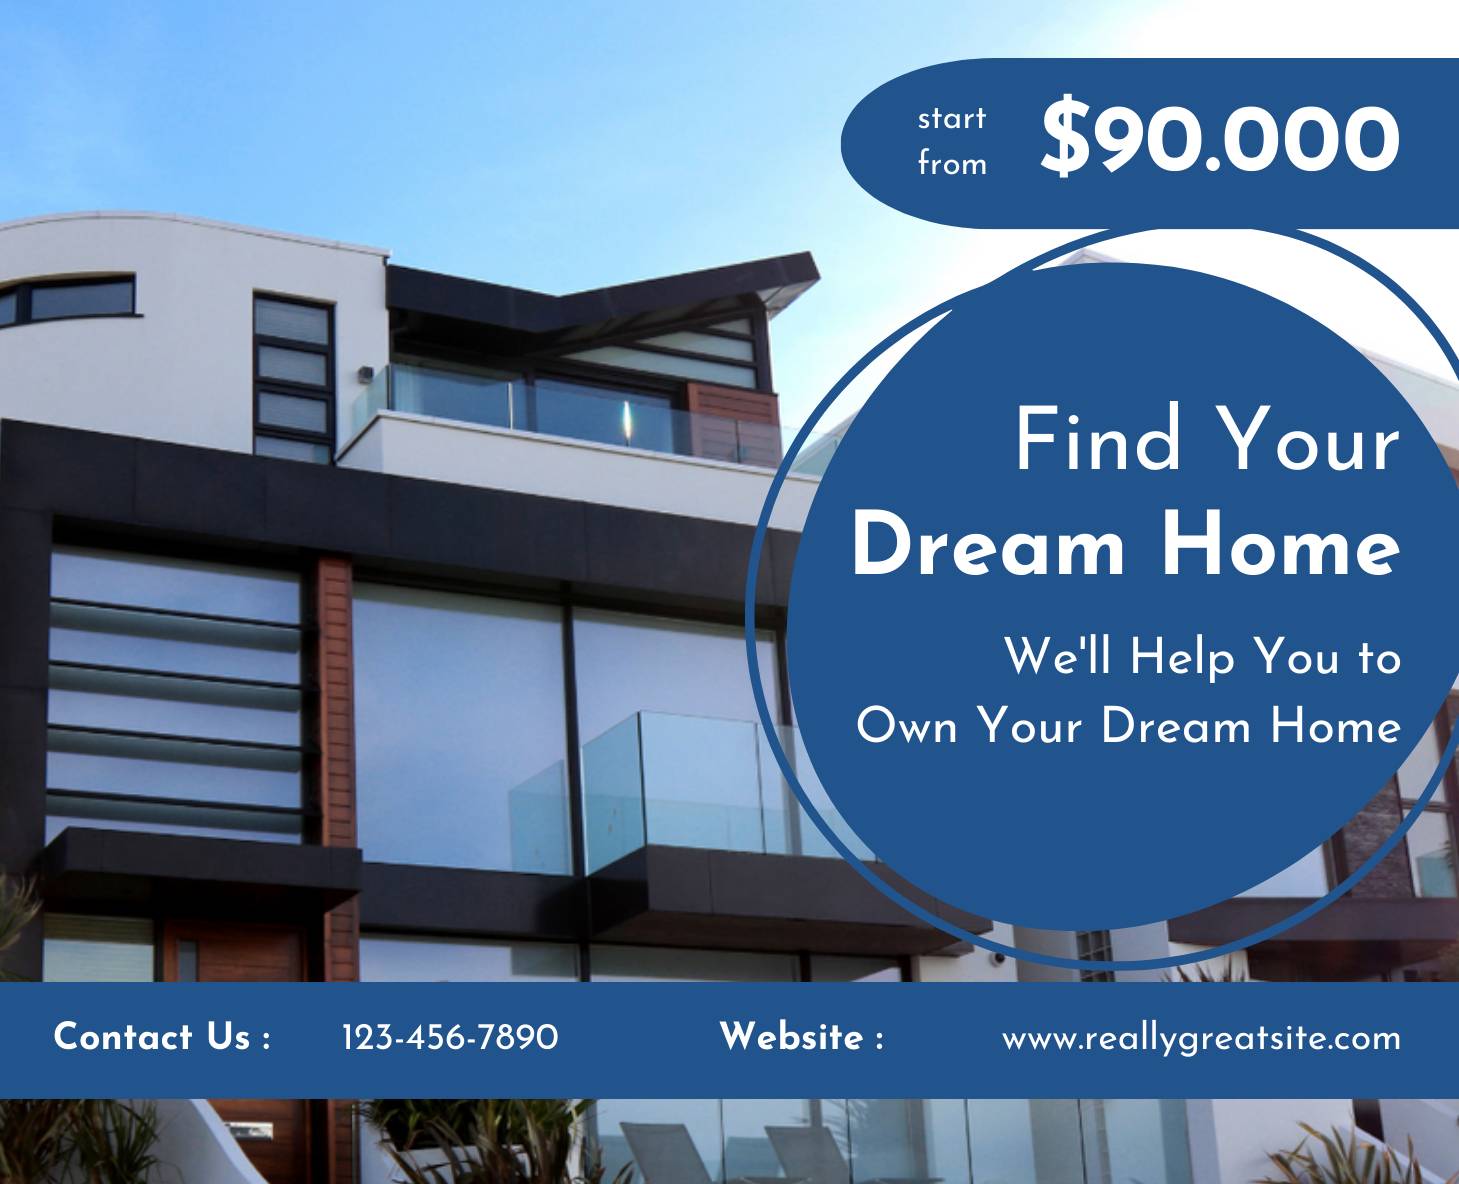 start
from
$90.000
Find Your
Dream Home
We'll Help You to
Own Your Dream Home
Contact Us : 123-456-7890 Website : www.reallygreatsite.com